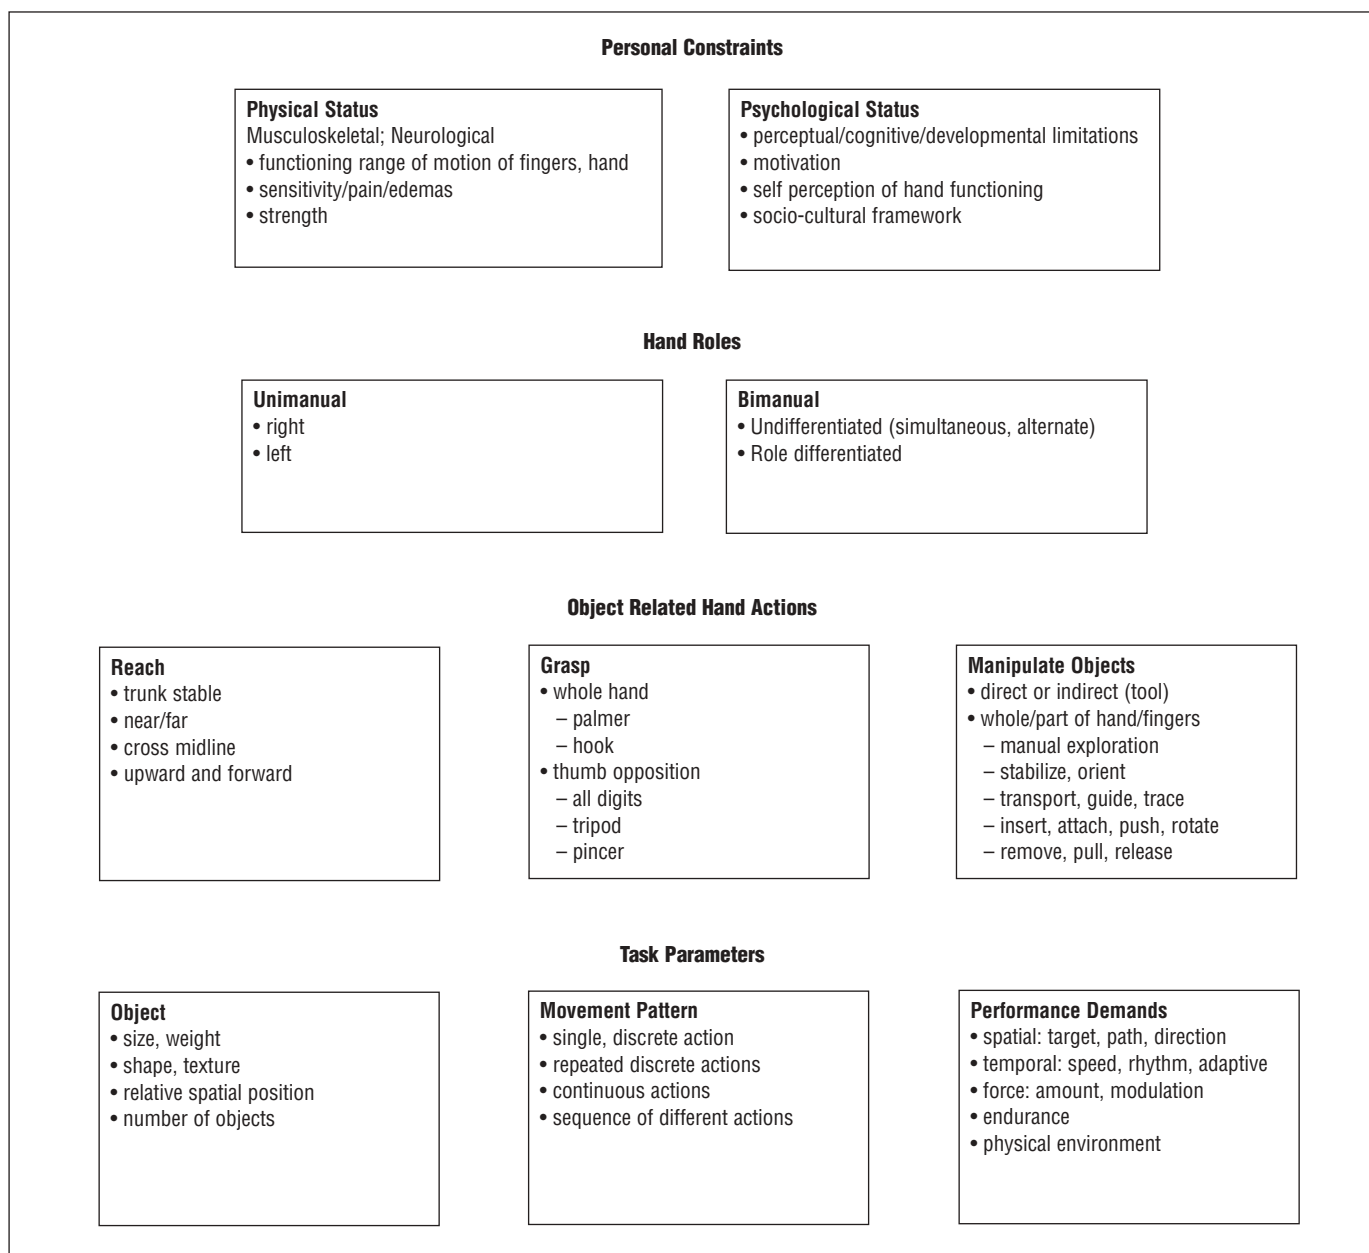 Personal Constraints
Physical Status
Musculoskeletal; Neurological
• functioning range of motion of fingers, hand
• sensitivity/pain/edemas
• strength
Psychological Status
• perceptual/cognitive/developmental limitations
• motivation
• self perception of hand functioning
• socio-cultural framework
Hand Roles
Unimanual
• right
• left
Bimanual
• Undifferentiated (simultaneous, alternate)
• Role differentiated
Object Related Hand Actions
Reach
• trunk stable
• near/far
• cross midline
• upward and forward
Grasp
• whole hand
– palmer
– hook
• thumb opposition
– all digits
– tripod
– pincer
Manipulate Objects
• direct or indirect (tool)
• whole/part of hand/fingers
– manual exploration
– stabilize, orient
– transport, guide, trace
– insert, attach, push, rotate
– remove, pull, release
Task Parameters
Object
• size, weight
• shape, texture
• relative spatial position
• number of objects
Movement Pattern
• single, discrete action
• repeated discrete actions
• continuous actions
• sequence of different actions
Performance Demands
• spatial: target, path, direction
• temporal: speed, rhythm, adaptive
• force: amount, modulation
• endurance
• physical environment